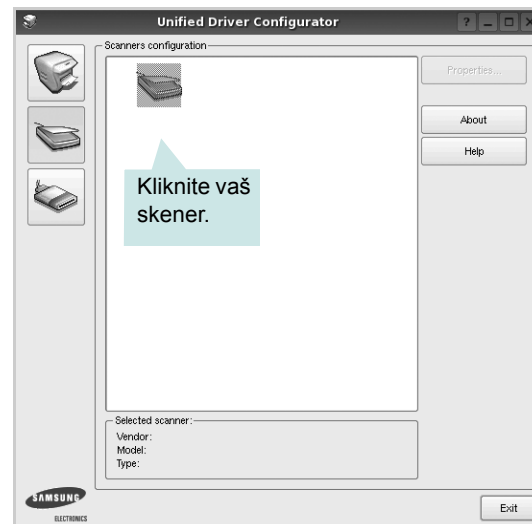 Unified Driver Configurator
Scanners configuration
Properties...
About
Help
Kliknite vaš
skener.
Selected scanner:
Vendor:
Model:
Type:
SAMSUNG
ELECTRONICS
Exit